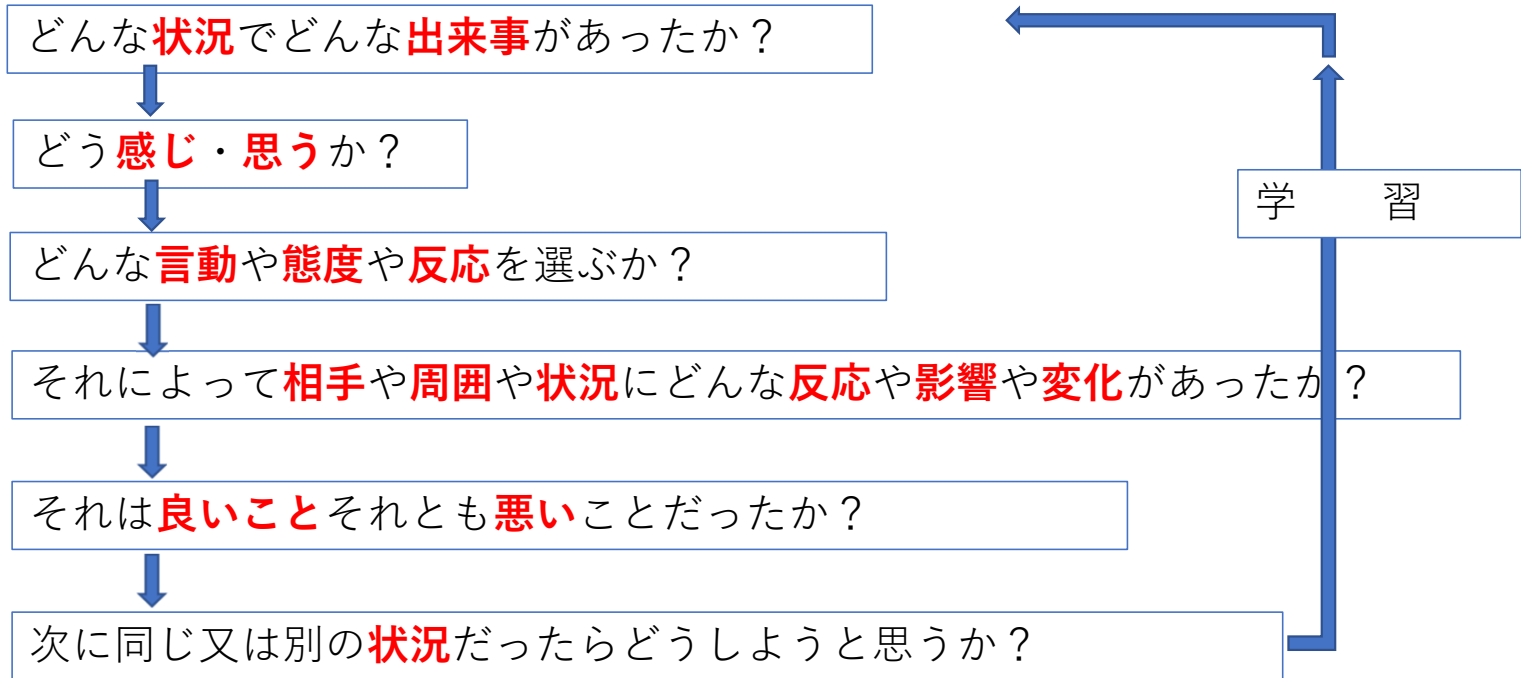 どんな状況でどんな出来事があったか？
どう感じ・思うか？
どんな言動や態度や反応を選ぶか？
それによって相手や周囲や状況にどんな反応や影響や変化があったか？
それは良いことそれとも悪いことだったか？
次に同じ又は別の状況だったらどうしようと思うか？
学　　習